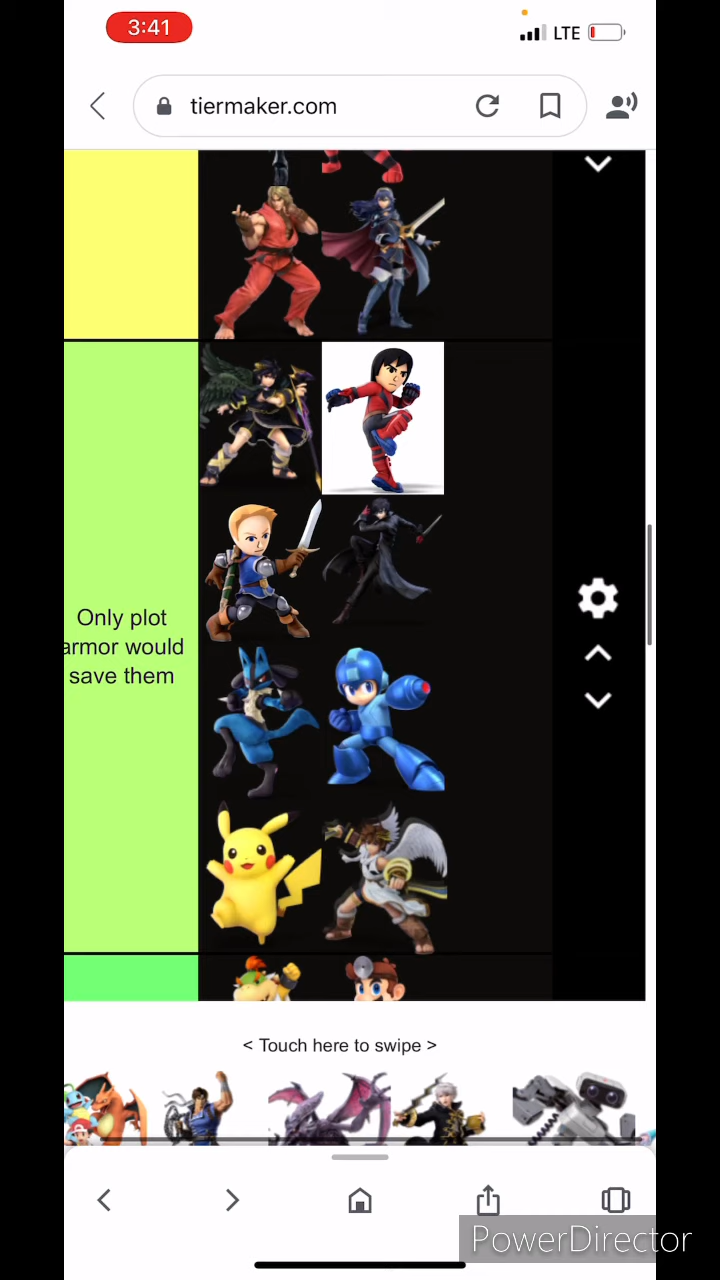 3:41
LTE
tiermaker.com
Only plot
armor would
save them
< Touch here to swipe >
PowerDirector